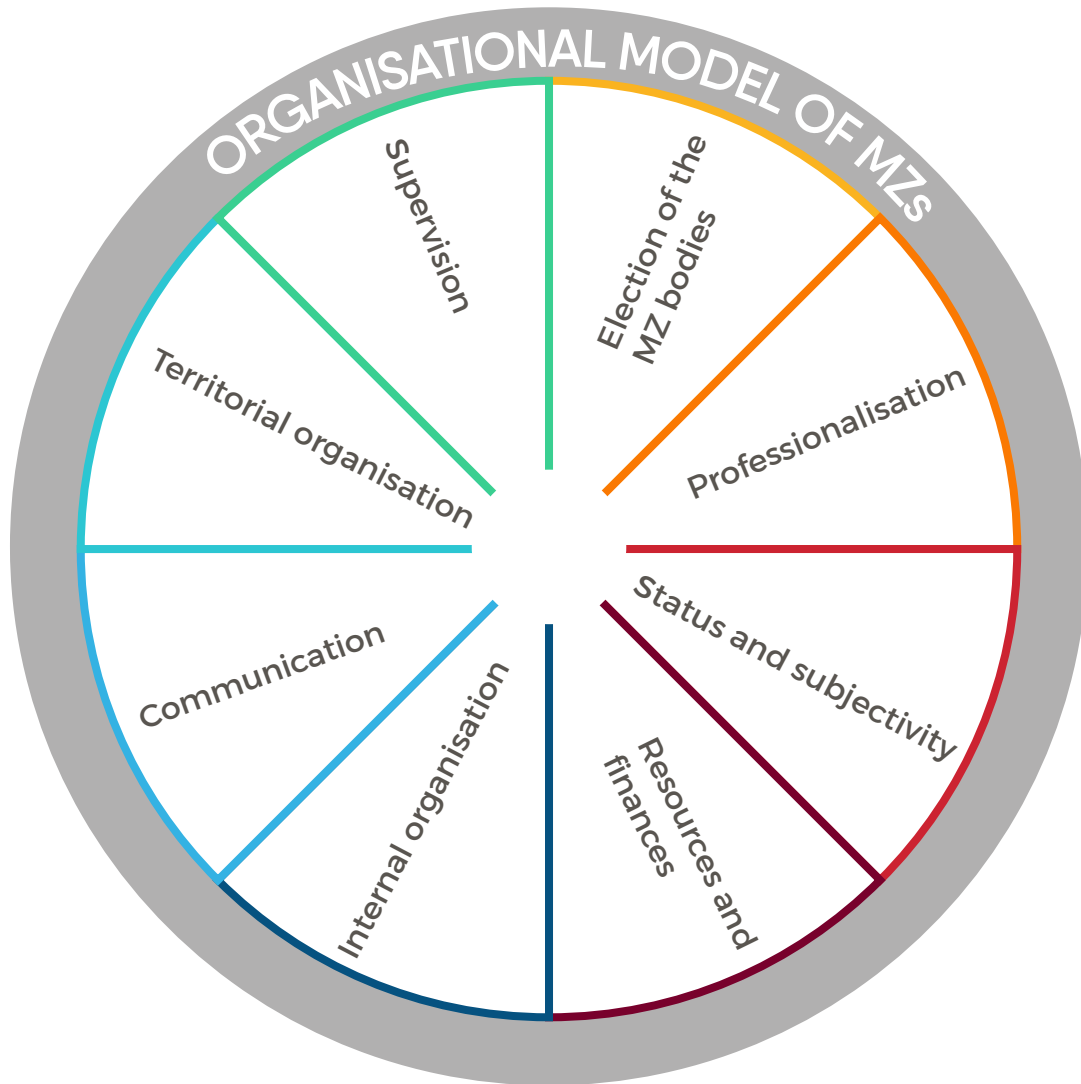 ORGANISATIONAL MODEL OF MZs
Election of the
MZ bodies
Professionalisation
Status and subjectivity
Resources and
finances
Internal organisation
Communication
Territorial organisation
Supervision